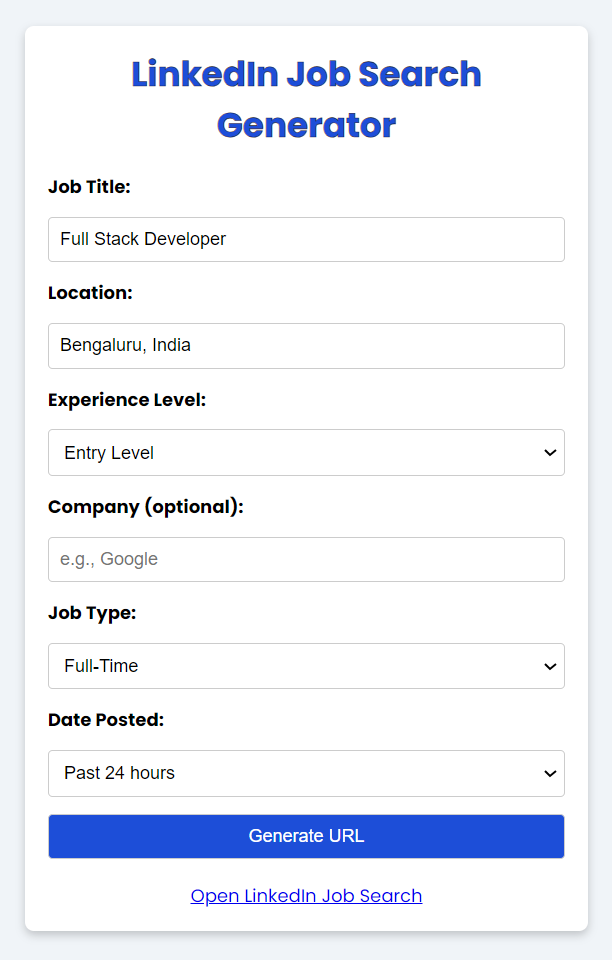 LinkedIn Job Search
Generator
Job Title:
Full Stack Developer
Location:
Bengaluru, India
Experience Level:
Entry Level
Company (optional):
e.g., Google
Job Type:
Full-Time
Date Posted:
Past 24 hours
Generate URL
Open LinkedIn Job Search